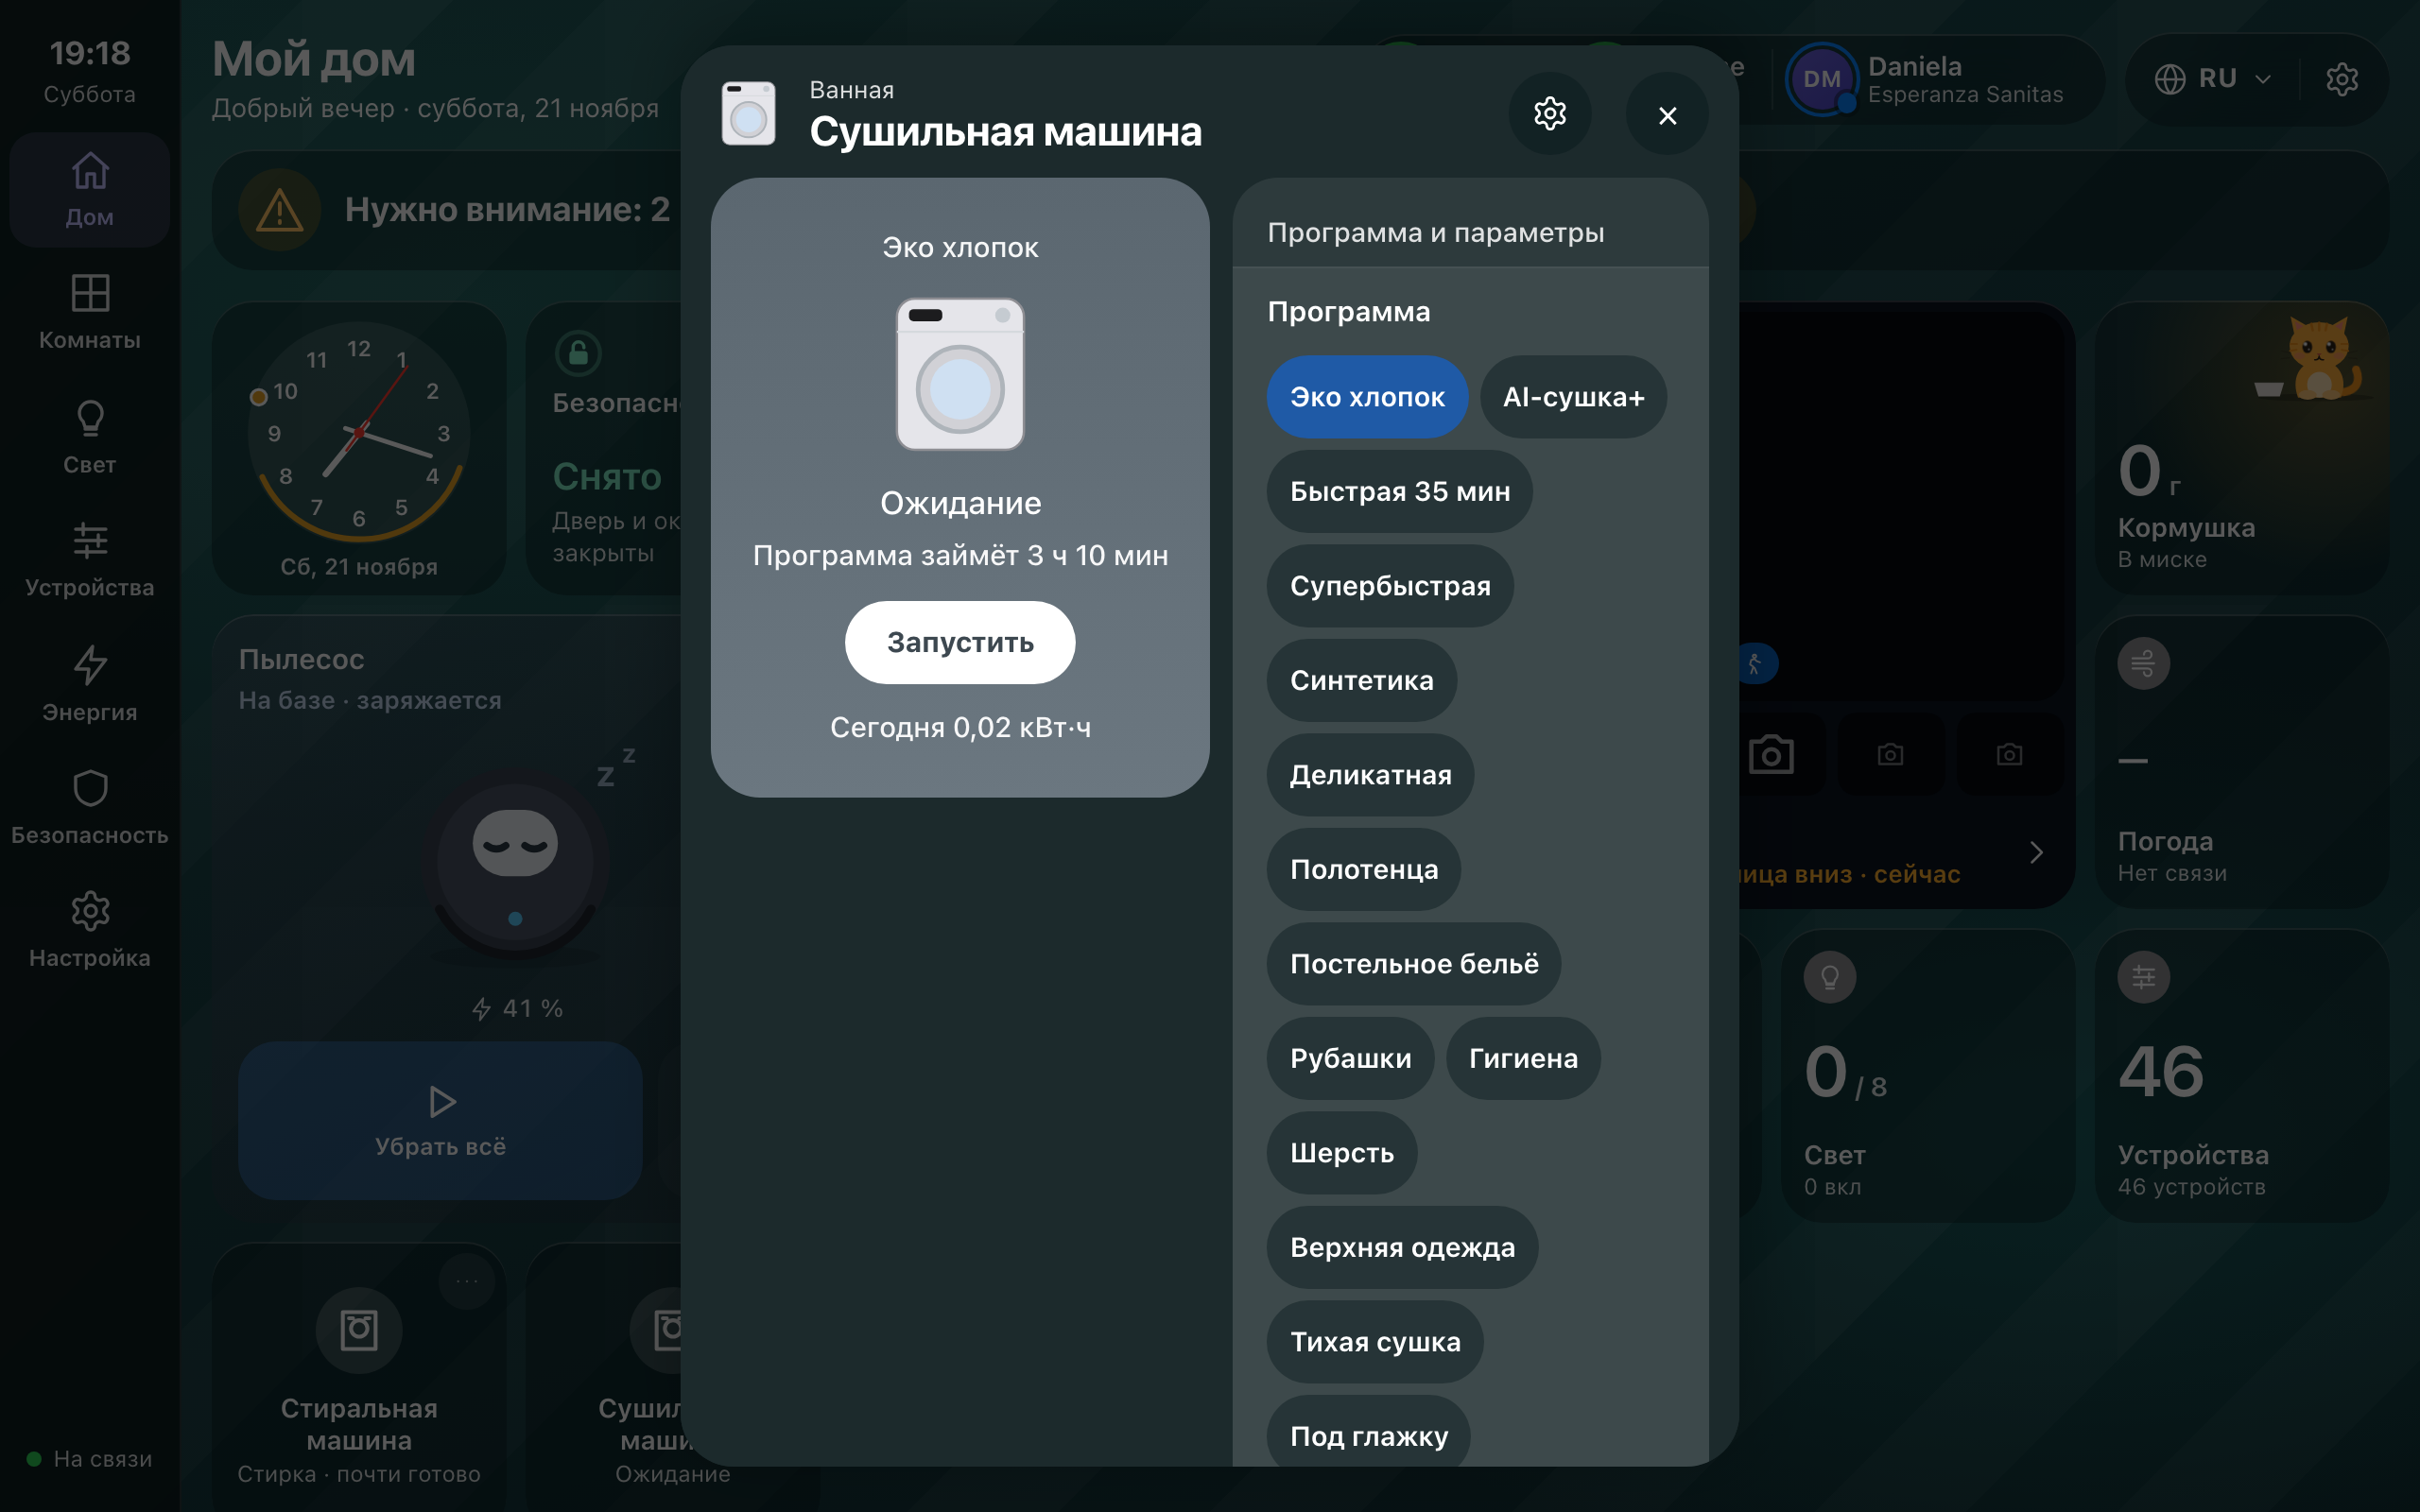 19:18
Суббота
Дом
Комнаты
Свет
Устройства
Энергия
Безопасность
Настройка
На связи
Мой дом
Добрый вечер · суббота, 21 ноября
DM
Daniela
Esperanza Sanitas
RU
Нужно внимание: 2
12
1
2
3
4
5
6
7
8
9
10
11
Сб, 21 ноября
Снято
закрыты
Пылесос
На базе · заряжается
z z
41 %
Убрать всё
Стиральная
машина
Стирка · почти готово
Ожидание
Ванная
Сушильная машина
Эко хлопок
Ожидание
Программа займёт 3 ч 10 мин
Запустить
Сегодня 0,02 кВт·ч
Программа и параметры
Программа
Эко хлопок
AI-сушка+
Быстрая 35 мин
Супербыстрая
Синтетика
Деликатная
Полотенца
Постельное бельё
Рубашки
Гигиена
Шерсть
Верхняя одежда
Тихая сушка
Под глажку
вниз · сейчас
0 г
Кормушка
В миске
—
Погода
Нет связи
0 / 8
Свет
0 вкл
46
Устройства
46 устройств